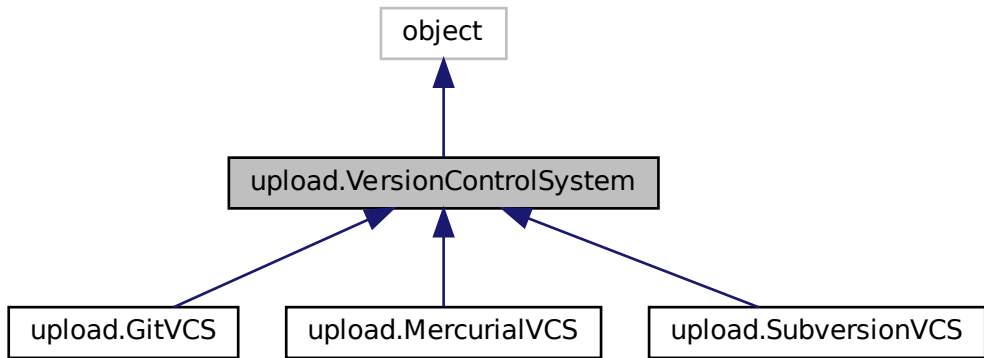 object
upload.VersionControlSystem
upload.GitVCS
upload.MercurialVCS
upload.SubversionVCS